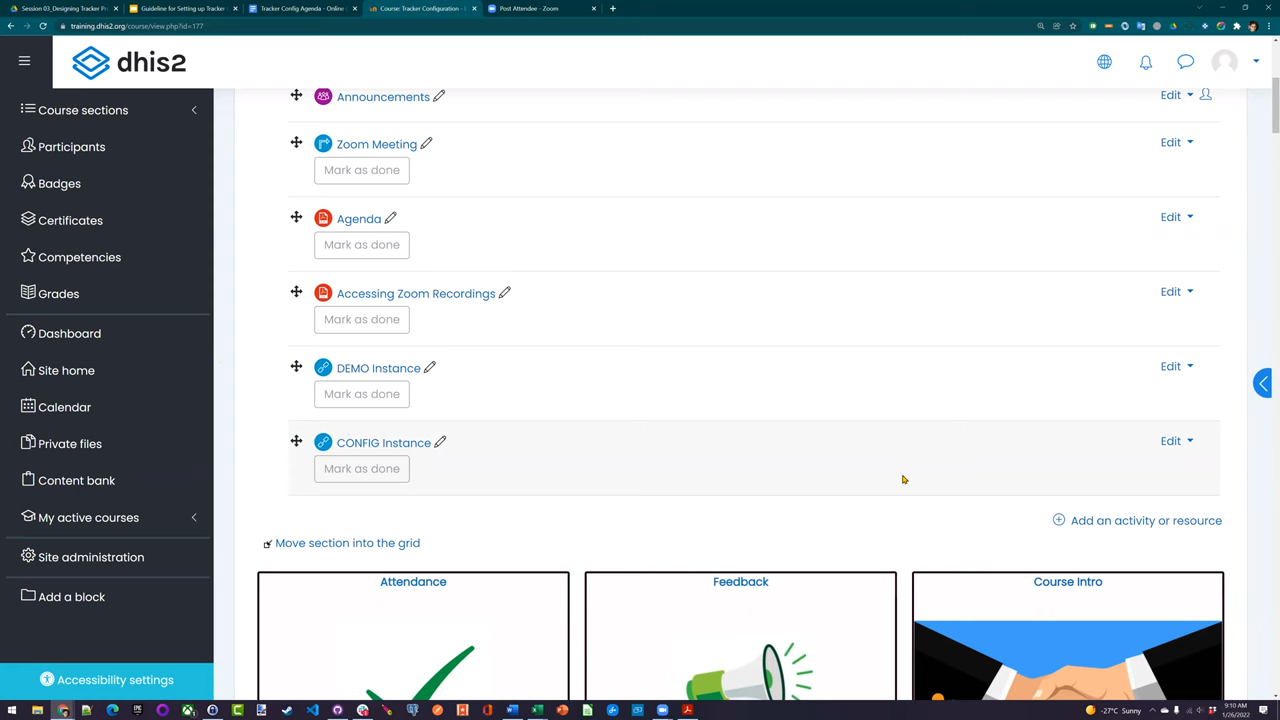 Session 03_Designing Tracker Pr
Guideline for Setting up Tracker
Tracker Config Agenda - Online
Course: Tracker Configuration - L
Post Attendee - Zoom
training.dhis2.org/course/view.php?id=177
dhis2
Course sections
Participants
Badges
Certificates
Competencies
Grades
Dashboard
Site home
Calendar
Private files
Content bank
My active courses
Site administration
Add a block
Accessibility settings
Announcements
Edit
Zoom Meeting
Edit
Mark as done
Agenda
Edit
Mark as done
Accessing Zoom Recordings
Edit
Mark as done
DEMO Instance
Edit
Mark as done
CONFIG Instance
Edit
Mark as done
Add an activity or resource
Move section into the grid
Attendance
Feedback
Course Intro
-27°C Sunny
9:10 AM
1/26/2022